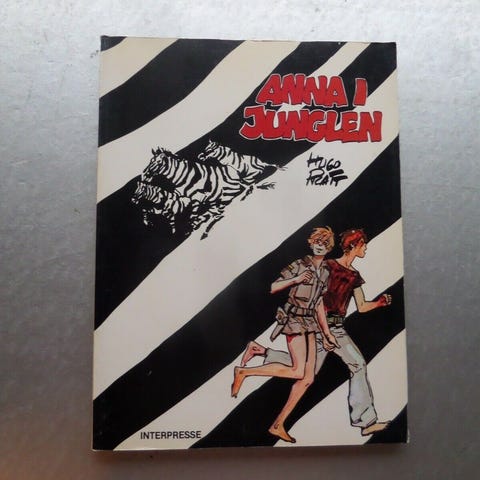 ANNA I
JUNGLEN
HUGO
PRATT
INTERPRESSE